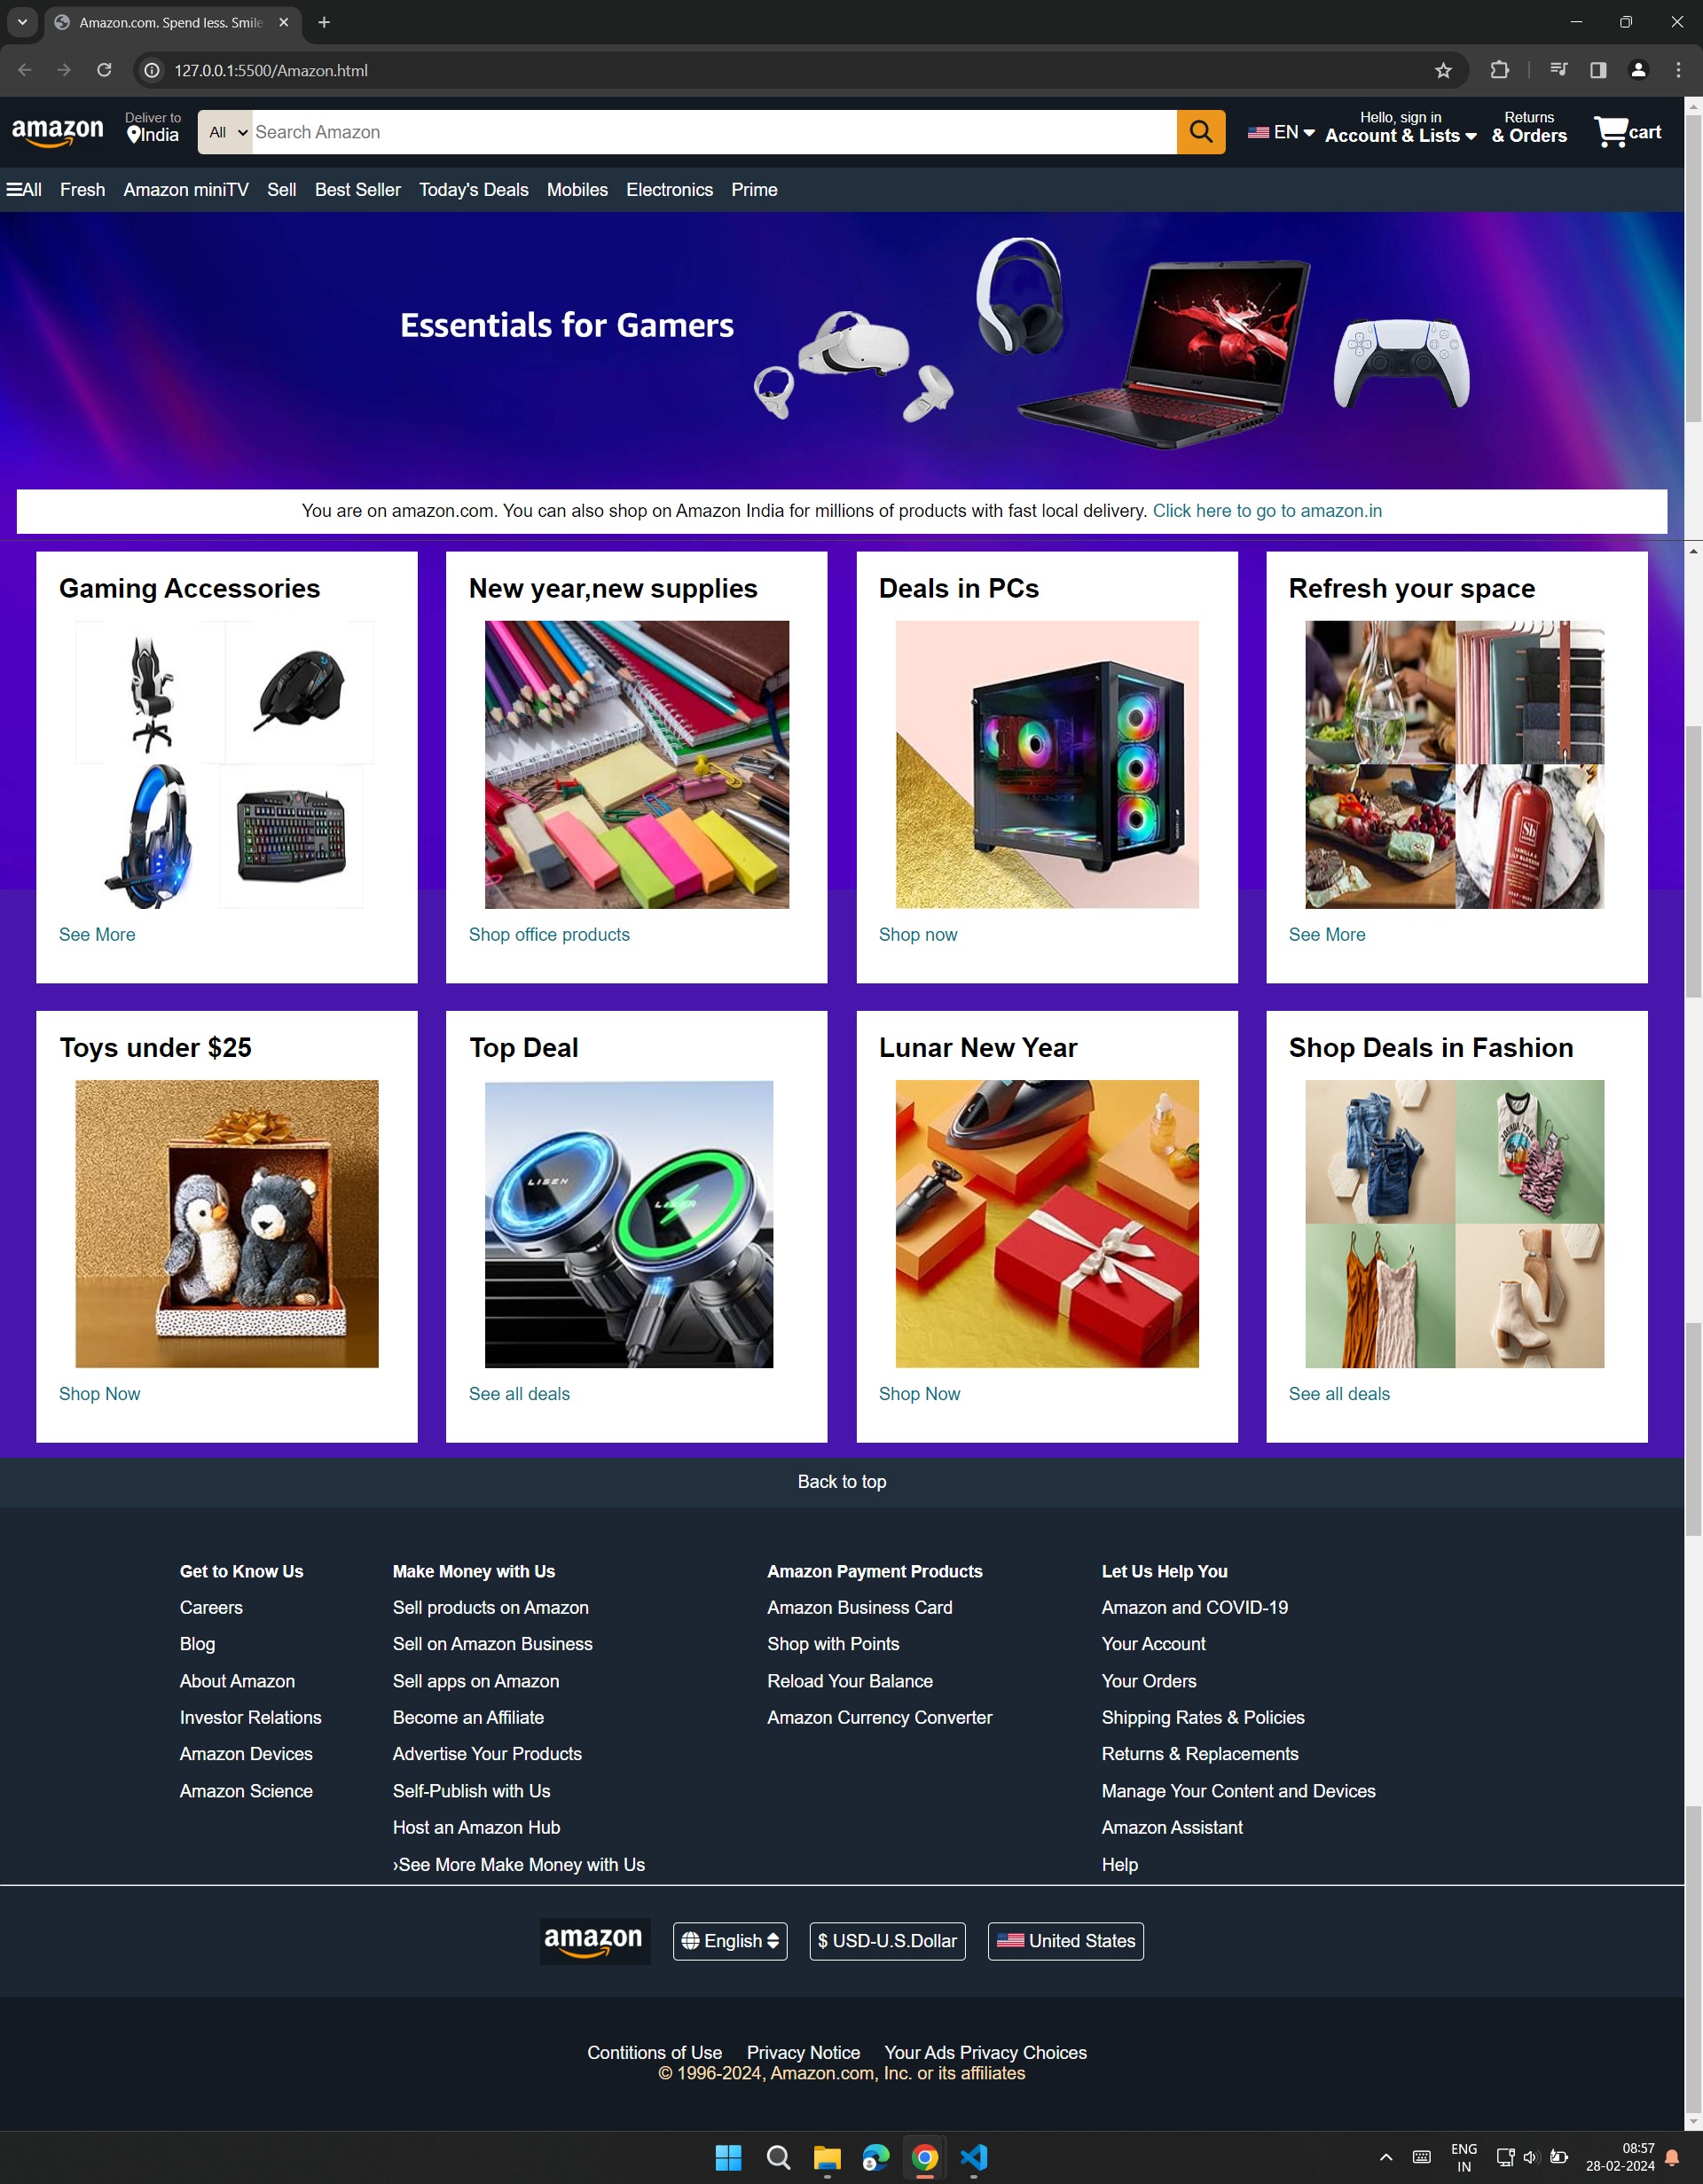 Amazon.com. Spend less. Smile
127.0.0.1:5500/Amazon.html
amazon
Deliver to
India
All
Search Amazon
EN
Hello, sign in
Account & Lists
Returns
& Orders
cart
All Fresh Amazon miniTV Sell Best Seller Today's Deals Mobiles Electronics Prime
Essentials for Gamers
You are on amazon.com. You can also shop on Amazon India for millions of products with fast local delivery. Click here to go to amazon.in
Gaming Accessories
See More
New year,new supplies
Shop office products
Deals in PCs
Shop now
Refresh your space
Sb
VANILLA &
LILY BLOSSOM
See More
Toys under $25
Shop Now
Top Deal
LISEN
LISEN
See all deals
Lunar New Year
Shop Now
Shop Deals in Fashion
JOSHUA TREE
See all deals
Back to top
Get to Know Us
Careers
Blog
About Amazon
Investor Relations
Amazon Devices
Amazon Science
Make Money with Us
Sell products on Amazon
Sell on Amazon Business
Sell apps on Amazon
Become an Affiliate
Advertise Your Products
Self-Publish with Us
Host an Amazon Hub
›See More Make Money with Us
Amazon Payment Products
Amazon Business Card
Shop with Points
Reload Your Balance
Amazon Currency Converter
Let Us Help You
Amazon and COVID-19
Your Account
Your Orders
Shipping Rates & Policies
Returns & Replacements
Manage Your Content and Devices
Amazon Assistant
Help
amazon
English
$ USD-U.S.Dollar
United States
Contitions of Use Privacy Notice Your Ads Privacy Choices
© 1996-2024, Amazon.com, Inc. or its affiliates
ENG
IN
08:57
28-02-2024